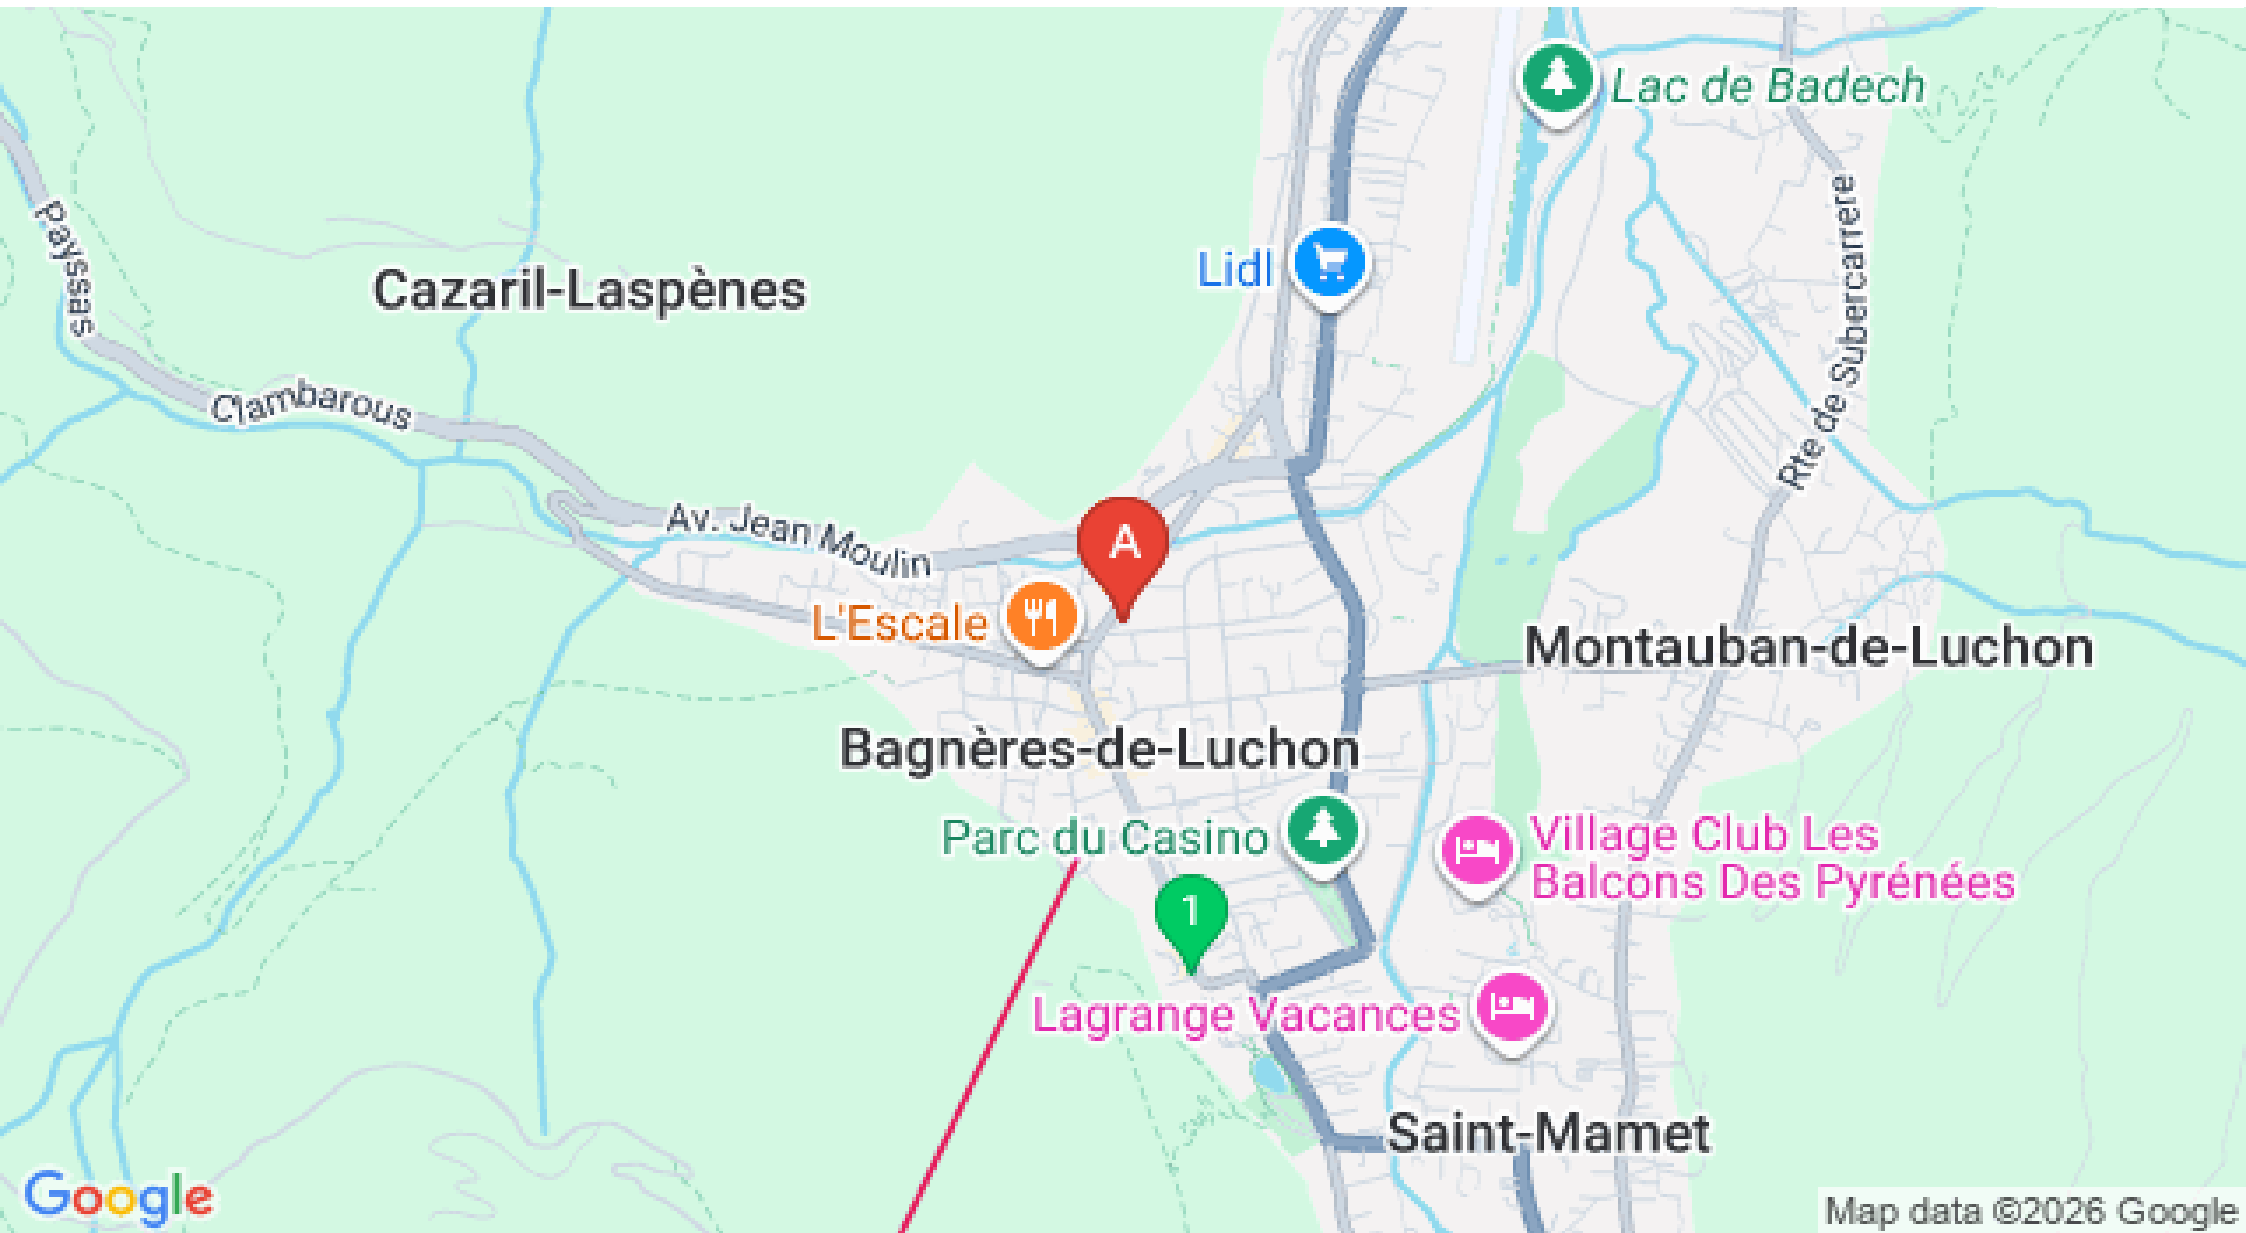 Lac de Badech
Payssas
Rte de Subercarrere
Lidl
Cazaril-Laspènes
Clambarous
Av. Jean Moulin
A
L'Escale
Montauban-de-Luchon
Bagnères-de-Luchon
Parc du Casino
Village Club Les
Balcons Des Pyrénées
1
Lagrange Vacances
Saint-Mamet
Google
Map data ©2026 Google